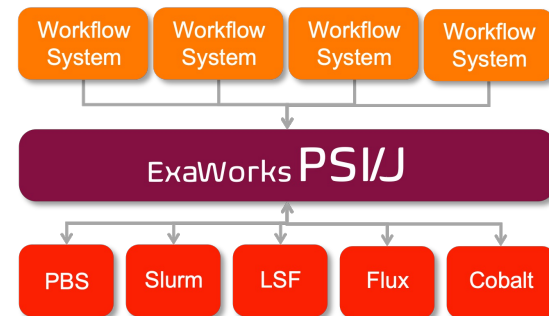 Workflow
System
Workflow
System
Workflow
System
Workflow
System
ExaWorks PSI/J
PBS
Slurm
LSF
Flux
Cobalt